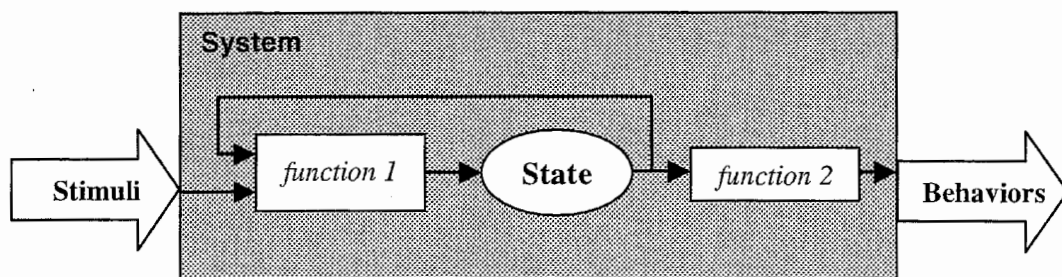 System
Stimuli
function 1
State
function 2
Behaviors